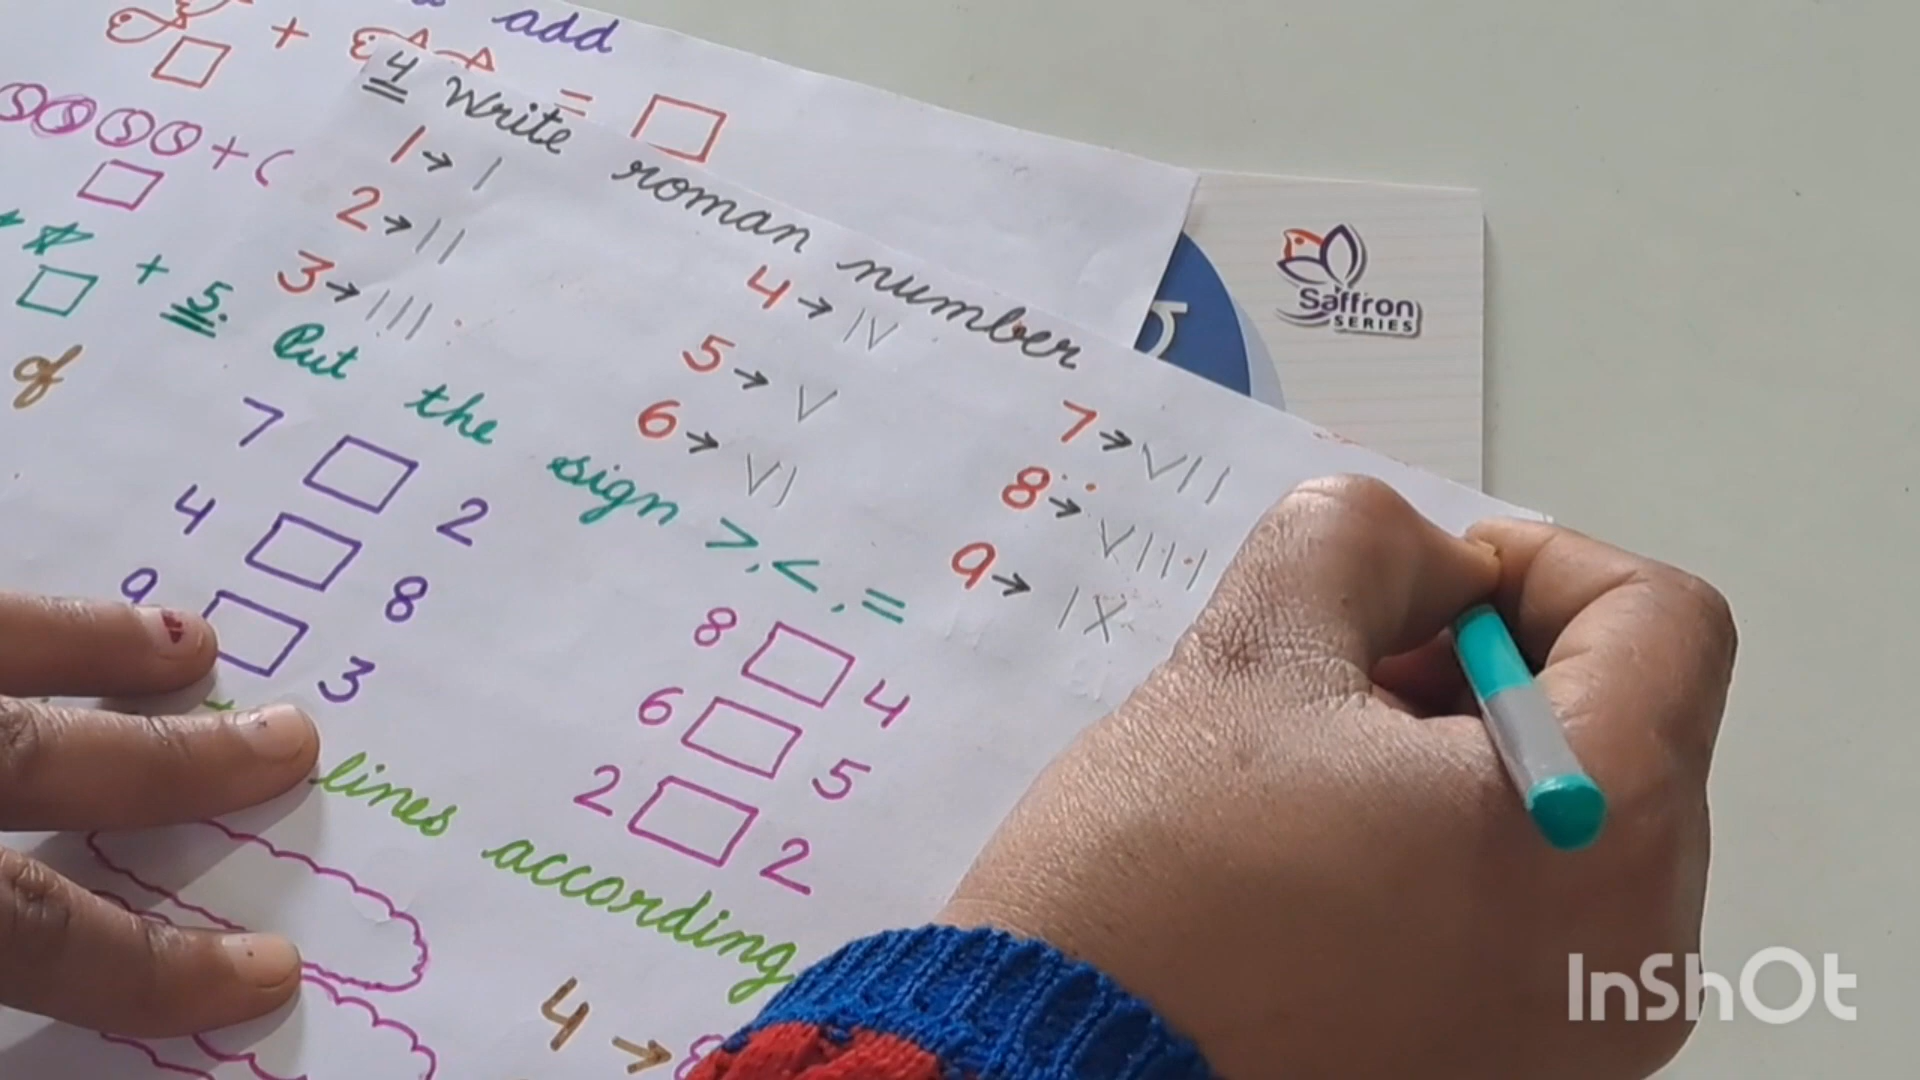 add
+ = □
+
□
4 Write roman number
1 → I
2 → II
3 → III
4 → IV
5 → V
6 → VI
7 → VII
8 → VIII
9 → IX
+
of
5. Put the sign >, <, =
7 □ 2
4 □ 8
9 □ 3
8 □ 4
6 □ 5
2 □ 2
lines according
4 →
Saffron
SERIES
InShOt